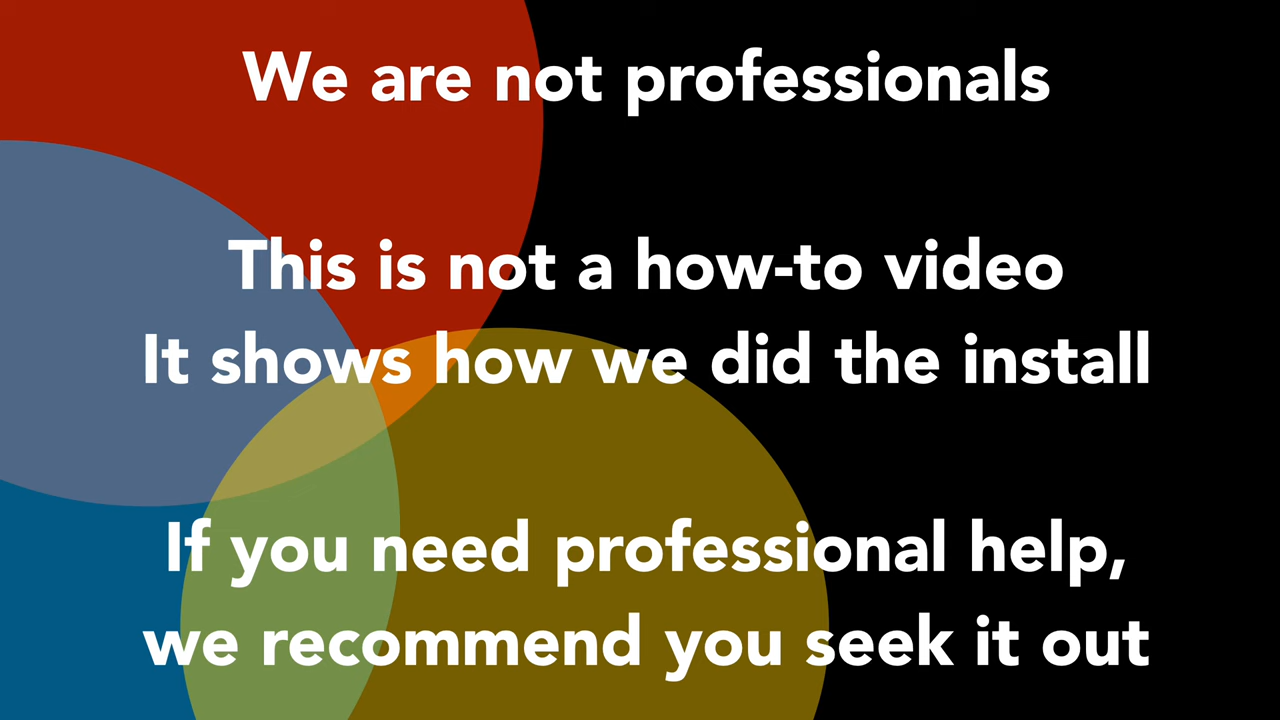 We are not professionals
This is not a how-to video
It shows how we did the install
If you need professional help,
we recommend you seek it out